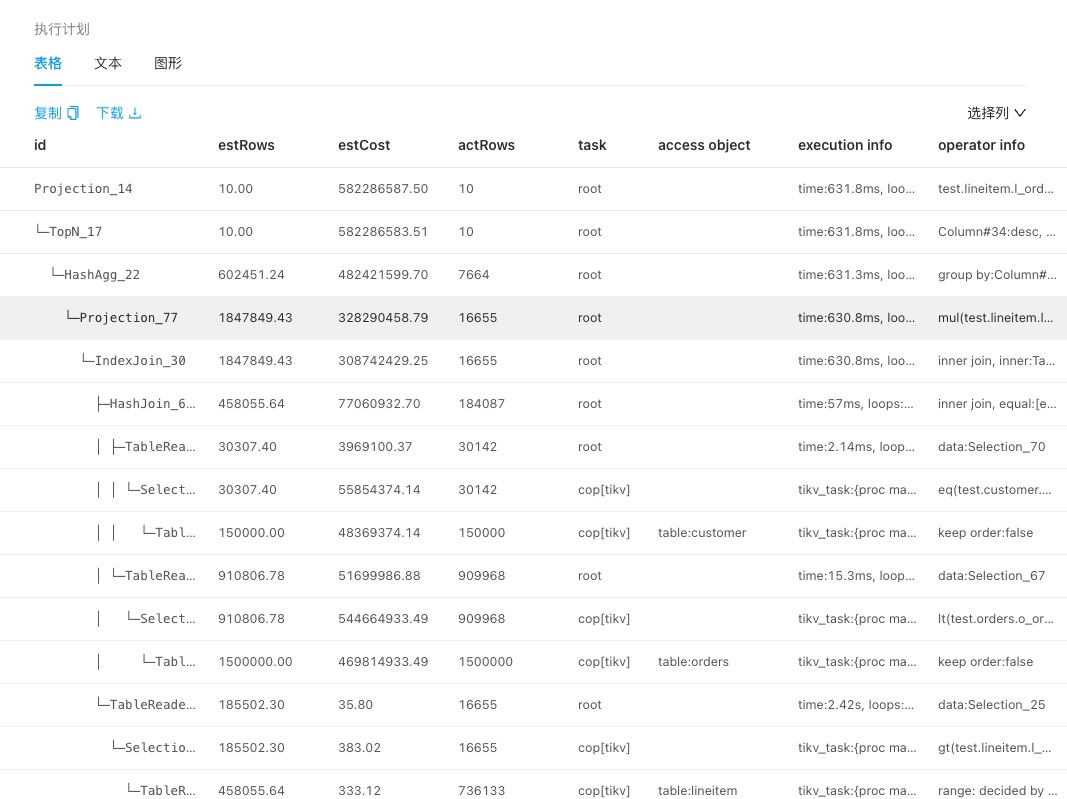 执行计划
表格 文本 图形
复制 下载 选择列
id estRows estCost actRows task access object execution info operator info
Projection_14 10.00 582286587.50 10 root time:631.8ms, loo... test.lineitem.l_ord...
└─TopN_17 10.00 582286583.51 10 root time:631.8ms, loo... Column#34:desc, ...
└─HashAgg_22 602451.24 482421599.70 7664 root time:631.3ms, loo... group by:Column#...
└─Projection_77 1847849.43 328290458.79 16655 root time:630.8ms, loo... mul(test.lineitem.l...
└─IndexJoin_30 1847849.43 308742429.25 16655 root time:630.8ms, loo... inner join, inner:Ta...
├─HashJoin_6... 458055.64 77060932.70 184087 root time:57ms, loops:... inner join, equal:[e...
│ ├─TableRea... 30307.40 3969100.37 30142 root time:2.14ms, loop... data:Selection_70
│ │ └─Select... 30307.40 55854374.14 30142 cop[tikv] tikv_task:{proc ma... eq(test.customer....
│ │ └─Tabl... 150000.00 48369374.14 150000 cop[tikv] table:customer tikv_task:{proc ma... keep order:false
│ └─TableRea... 910806.78 51699986.88 909968 root time:15.3ms, loop... data:Selection_67
│ └─Select... 910806.78 544664933.49 909968 cop[tikv] tikv_task:{proc ma... lt(test.orders.o_or...
│ └─Tabl... 1500000.00 469814933.49 1500000 cop[tikv] table:orders tikv_task:{proc ma... keep order:false
└─TableReade... 185502.30 35.80 16655 root time:2.42s, loops:... data:Selection_25
└─Selectio... 185502.30 383.02 16655 cop[tikv] tikv_task:{proc ma... gt(test.lineitem.l_...
└─TableR... 458055.64 333.12 736133 cop[tikv] table:lineitem tikv_task:{proc ma... range: decided by ...